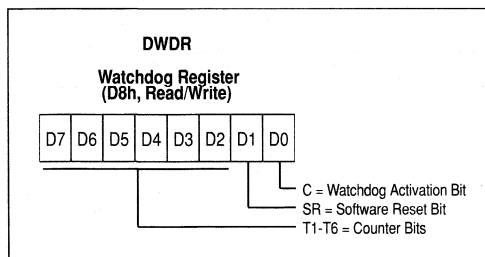 DWDR
Watchdog Register
(D8h, Read/Write)
D7 D6 D5 D4 D3 D2 D1 D0
C = Watchdog Activation Bit
SR = Software Reset Bit
T1-T6 = Counter Bits